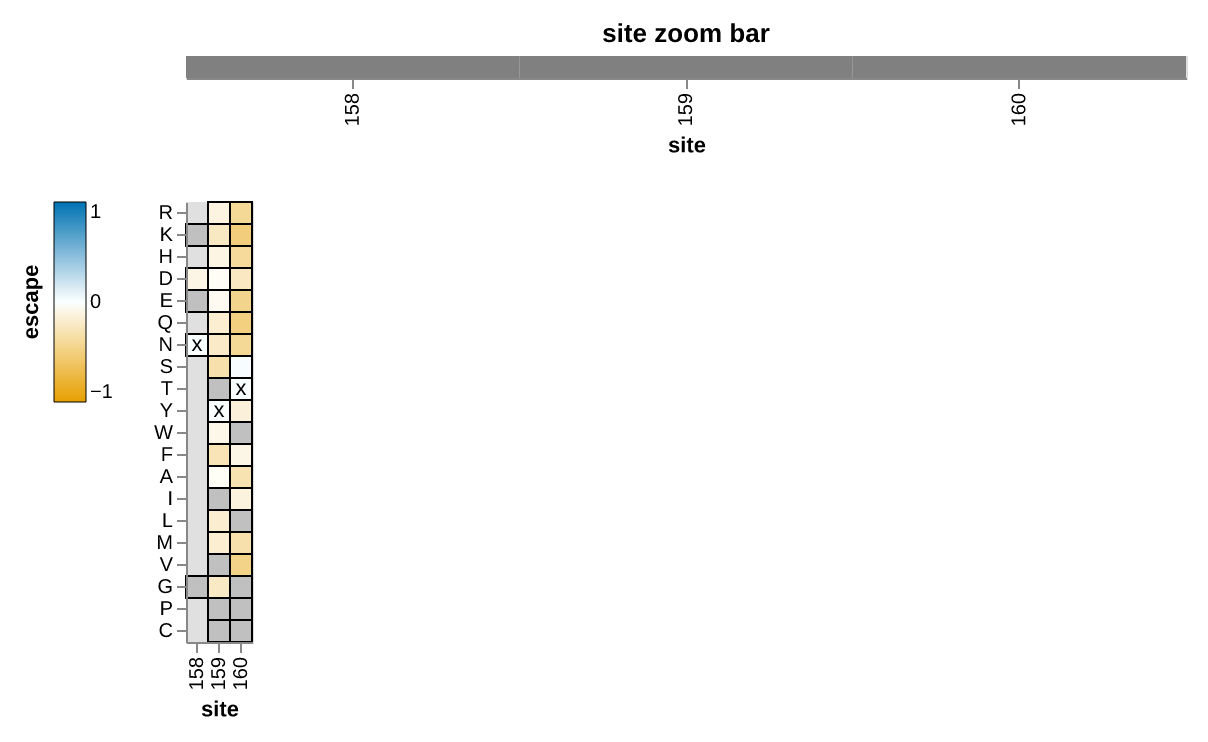 site zoom bar
158 159 160
site
escape
1
0
−1
R
K
H
D
E
Q
N x
S
T x
Y x
W
F
A
I
L
M
V
G
P
C
158 159 160
site